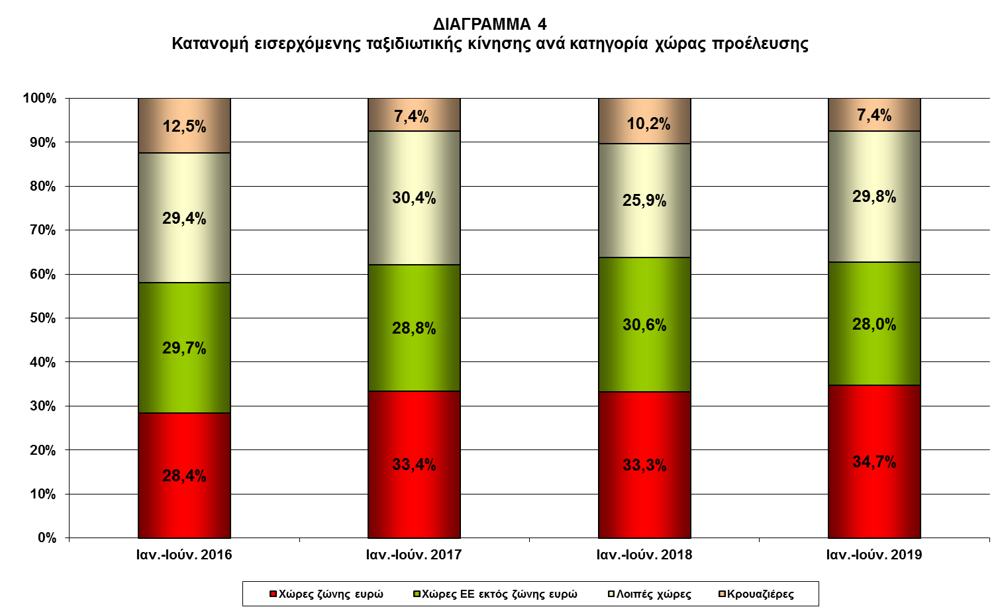 ΔΙΑΓΡΑΜΜΑ 4
Κατανομή εισερχόμενης ταξιδιωτικής κίνησης ανά κατηγορία χώρας προέλευσης
100%
90%
80%
70%
60%
50%
40%
30%
20%
10%
0%
12,5%
29,4%
29,7%
28,4%
7,4%
30,4%
28,8%
33,4%
10,2%
25,9%
30,6%
33,3%
7,4%
29,8%
28,0%
34,7%
Ιαν.-Ιούν. 2016
Ιαν.-Ιούν. 2017
Ιαν.-Ιούν. 2018
Ιαν.-Ιούν. 2019
Χώρες ζώνης ευρώ
Χώρες ΕΕ εκτός ζώνης ευρώ
Λοιπές χώρες
Κρουαζιέρες